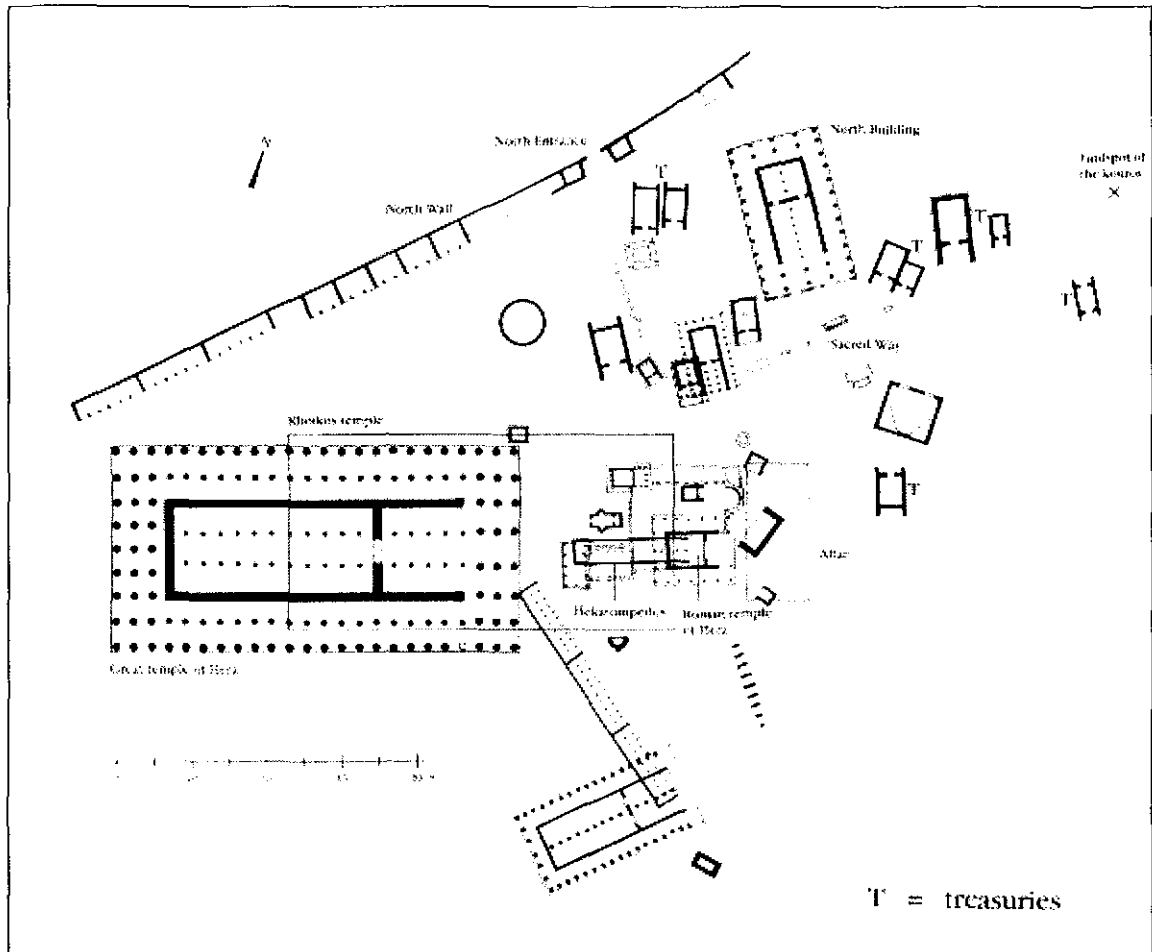 N
North Entrance
North Wall
T
North Building
Findspot of
the kouros
T
T
T
Sacred Way
Rhoikos temple
T
Altar
Hekatompedos
Roman temple
of Hera
Great temple of Hera
T = treasuries